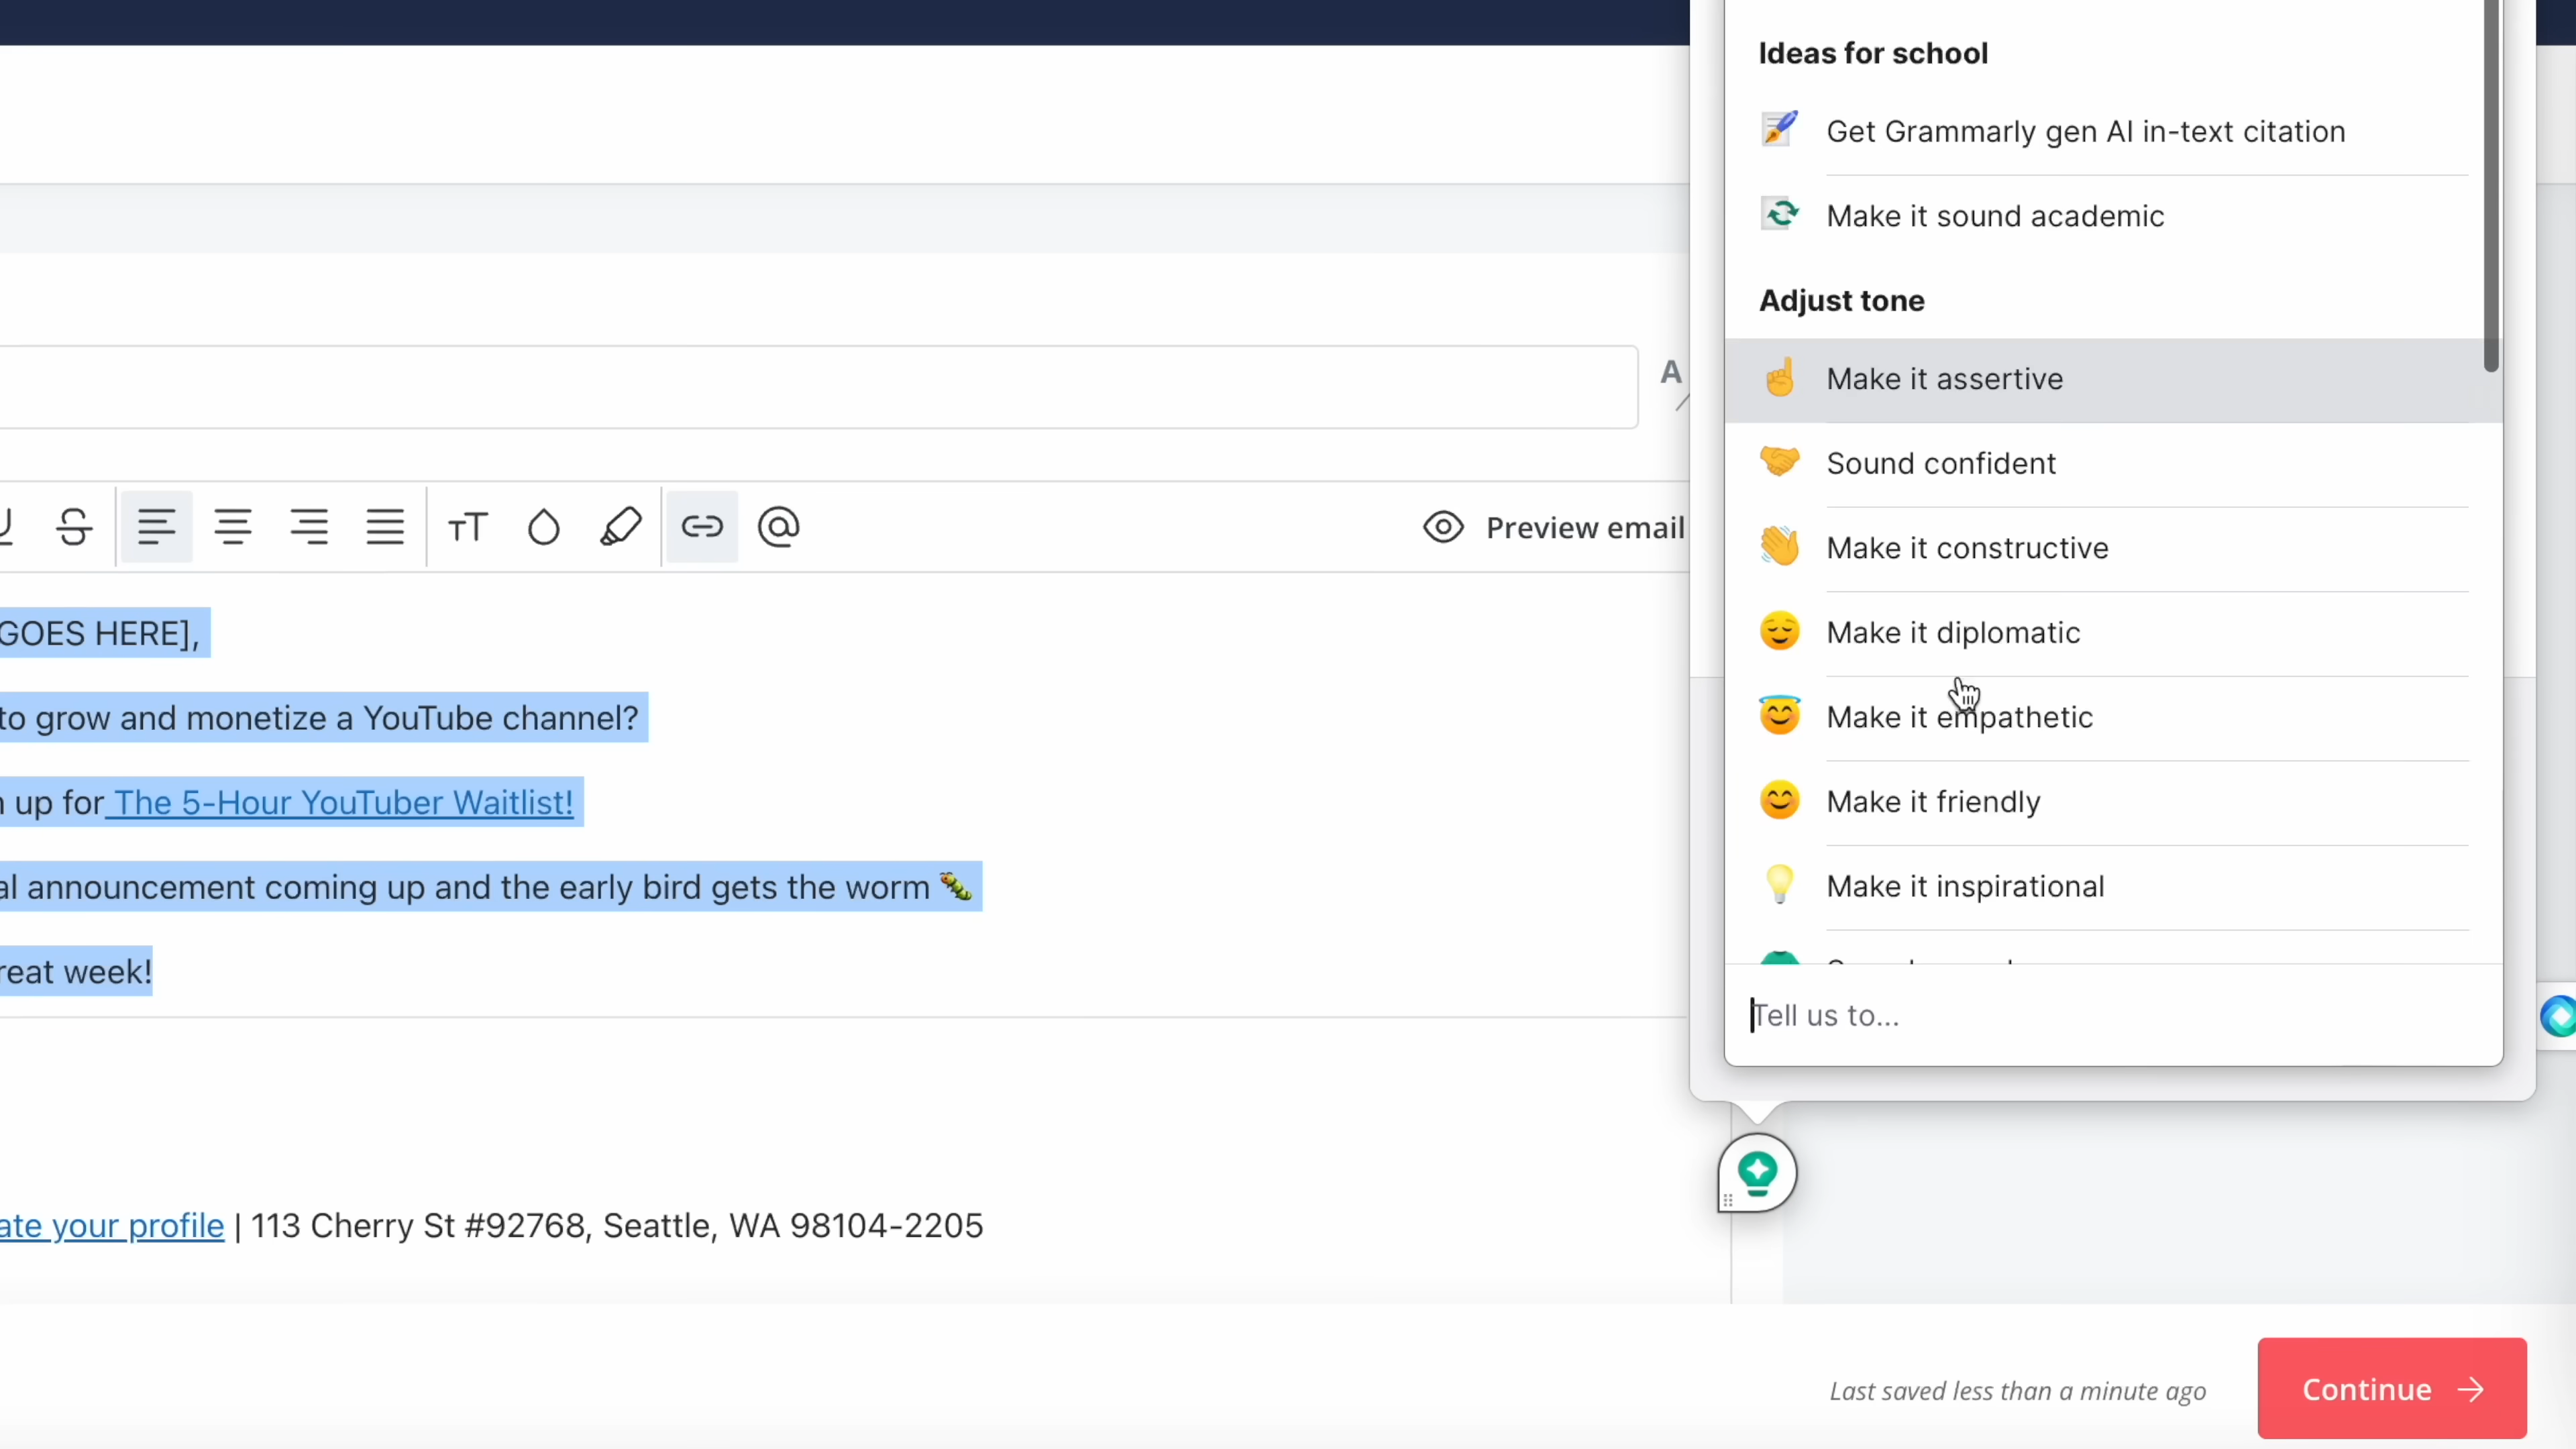 Ideas for school
Get Grammarly gen AI in-text citation
Make it sound academic
Adjust tone
Make it assertive
Sound confident
Make it constructive
Make it diplomatic
Make it empathetic
Make it friendly
Make it inspirational
Tell us to...
A
Preview email
GOES HERE],
to grow and monetize a YouTube channel?
up for The 5-Hour YouTuber Waitlist!
al announcement coming up and the early bird gets the worm 🐛
reat week!
ate your profile | 113 Cherry St #92768, Seattle, WA 98104-2205
Last saved less than a minute ago
Continue →